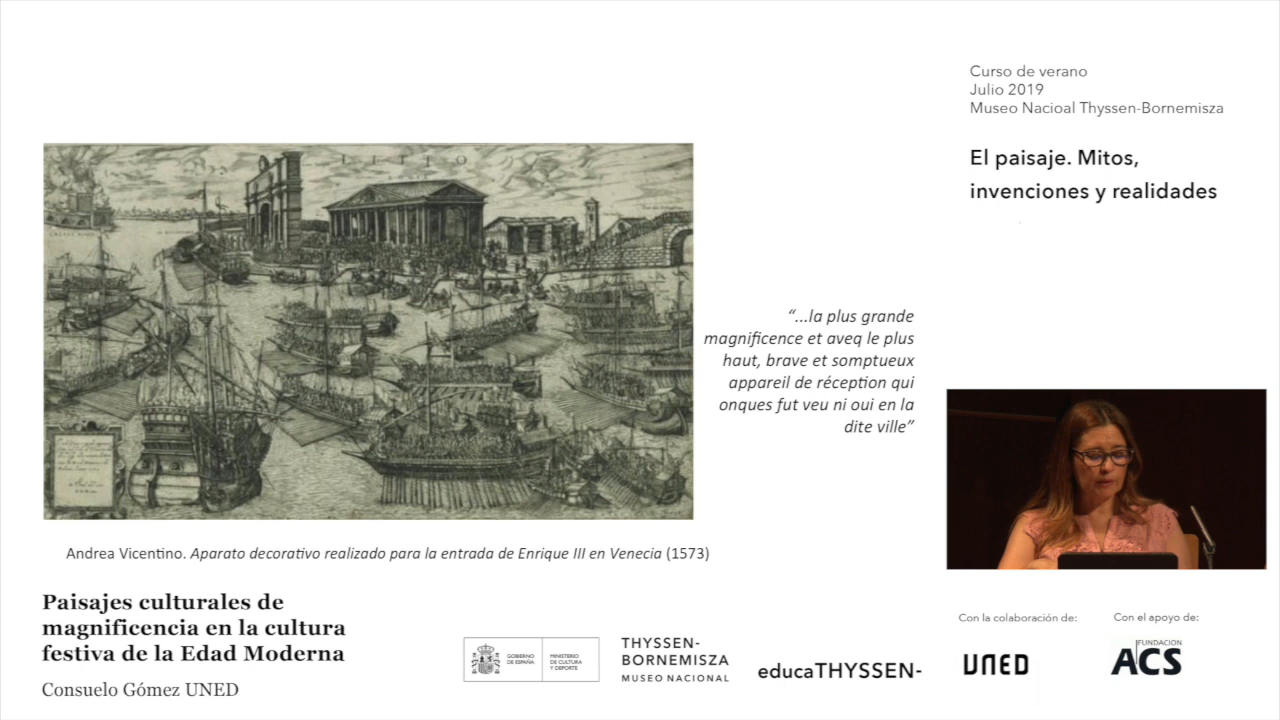 Curso de verano
Julio 2019
Museo Nacioal Thyssen-Bornemisza
El paisaje. Mitos,
invenciones y realidades
LITTO
“...la plus grande
magnificence et aveq le plus
haut, brave et somptueux
appareil de réception qui
onques fut veu ni oui en la
dite ville”
Andrea Vicentino. Aparato decorativo realizado para la entrada de Enrique III en Venecia (1573)
Paisajes culturales de
magnificencia en la cultura
festiva de la Edad Moderna
Consuelo Gómez UNED
GOBIERNO
DE ESPAÑA
MINISTERIO
DE CULTURA
Y DEPORTE
THYSSEN-
BORNEMISZA
MUSEO NACIONAL
educaTHYSSEN-
Con la colaboración de:
UNED
Con el apoyo de:
FUNDACION
ACS